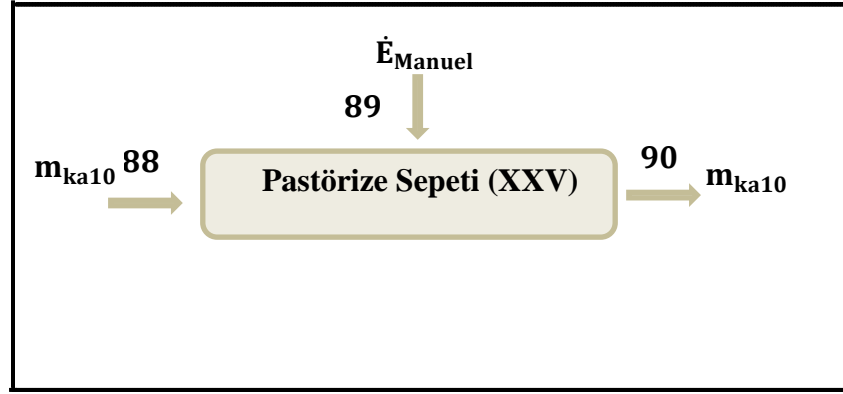 Ė_Manuel
89
m_ka10 88
Pastörize Sepeti (XXV)
90 m_ka10